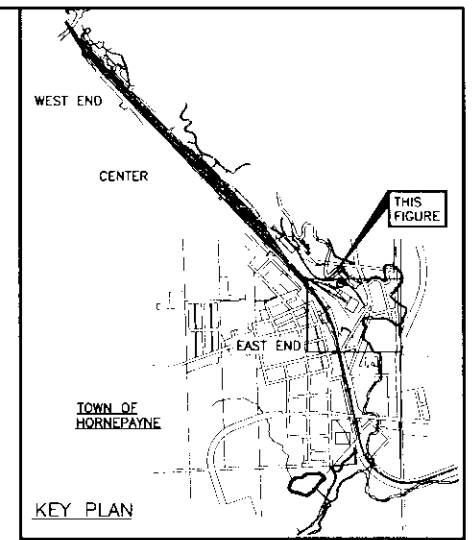 WEST END
CENTER
THIS
FIGURE
EAST END
TOWN OF
HORNEPAYNE
KEY PLAN